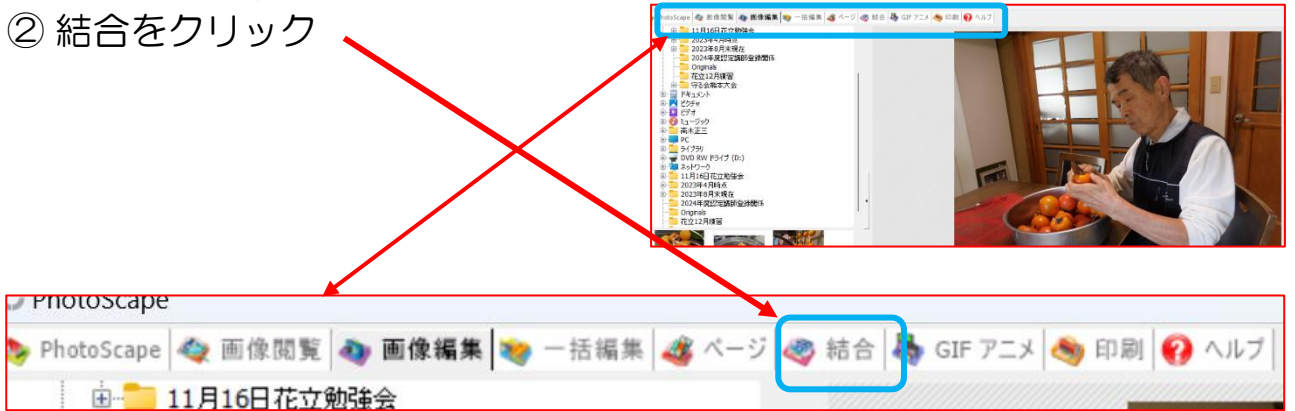 ② 結合をクリック
PhotoScape 画像閲覧 画像編集 一括編集 ページ 結合 GIF アニメ 印刷 ヘルプ
11月16日花立勉強会
2023年4月時点
2023年8月末現在
2024年度認定講師登録関係
Originals
花立12月練習
守る会熊本大会
ドキュメント
ピクチャ
ビデオ
ミュージック
高木正三
PC
ライブラリ
DVD RW ドライブ (D:)
ネットワーク
11月16日花立勉強会
2023年4月時点
2023年8月末現在
2024年度認定講師登録関係
Originals
花立12月練習
PhotoScape
PhotoScape 画像閲覧 画像編集 一括編集 ページ 結合 GIF アニメ 印刷 ヘルプ
11月16日花立勉強会